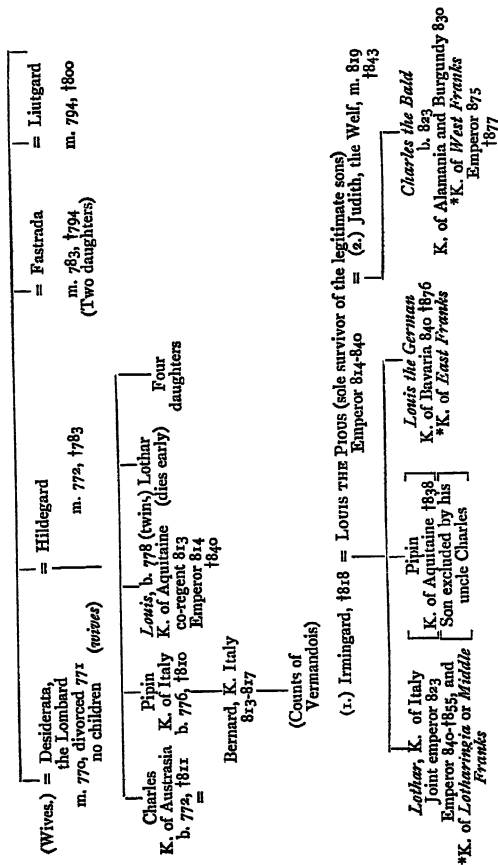 (Wives.) = Desiderata, the Lombard
m. 770, divorced 771
no children
(wives)
= Hildegard
m. 772, †783
= Fastrada
m. 783, †794
(Two daughters)
= Liutgard
m. 794, †800
Charles
K. of Austrasia
b. 772, †811
=
Pipin
K. of Italy
b. 776, †810
Louis, b. 778 (twins) Lothar
K. of Aquitaine (dies early)
co-regent 813
Emperor 814
†840
Four
daughters
Bernard, K. Italy
813-817
(Counts of
Vermandois)
(1.) Irmingard, †818 = LOUIS THE PIOUS (sole survivor of the legitimate sons)
Emperor 814-840
= (2.) Judith, the Welf, m. 819
†843
Lothar, K. of Italy
Joint emperor 823
Emperor 840-†855, and
*K. of Lotharingia or Middle
Franks
Pipin
K. of Aquitaine †838
Son excluded by his
uncle Charles
Louis the German
K. of Bavaria 840 †876
*K. of East Franks
Charles the Bald
b. 823
K. of Alamania and Burgundy 830
*K. of West Franks
Emperor 875
†877